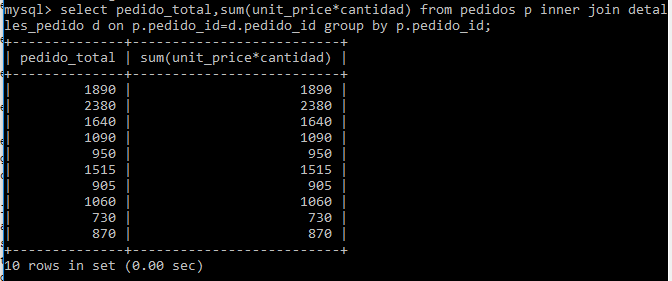 mysql> select pedido_total,sum(unit_price*cantidad) from pedidos p inner join detal
les_pedido d on p.pedido_id=d.pedido_id group by p.pedido_id;
+--------------+--------------------------+
| pedido_total | sum(unit_price*cantidad) |
+--------------+--------------------------+
| 1890 | 1890 |
| 2380 | 2380 |
| 1640 | 1640 |
| 1090 | 1090 |
| 950 | 950 |
| 1515 | 1515 |
| 905 | 905 |
| 1060 | 1060 |
| 730 | 730 |
| 870 | 870 |
+--------------+--------------------------+
10 rows in set (0.00 sec)